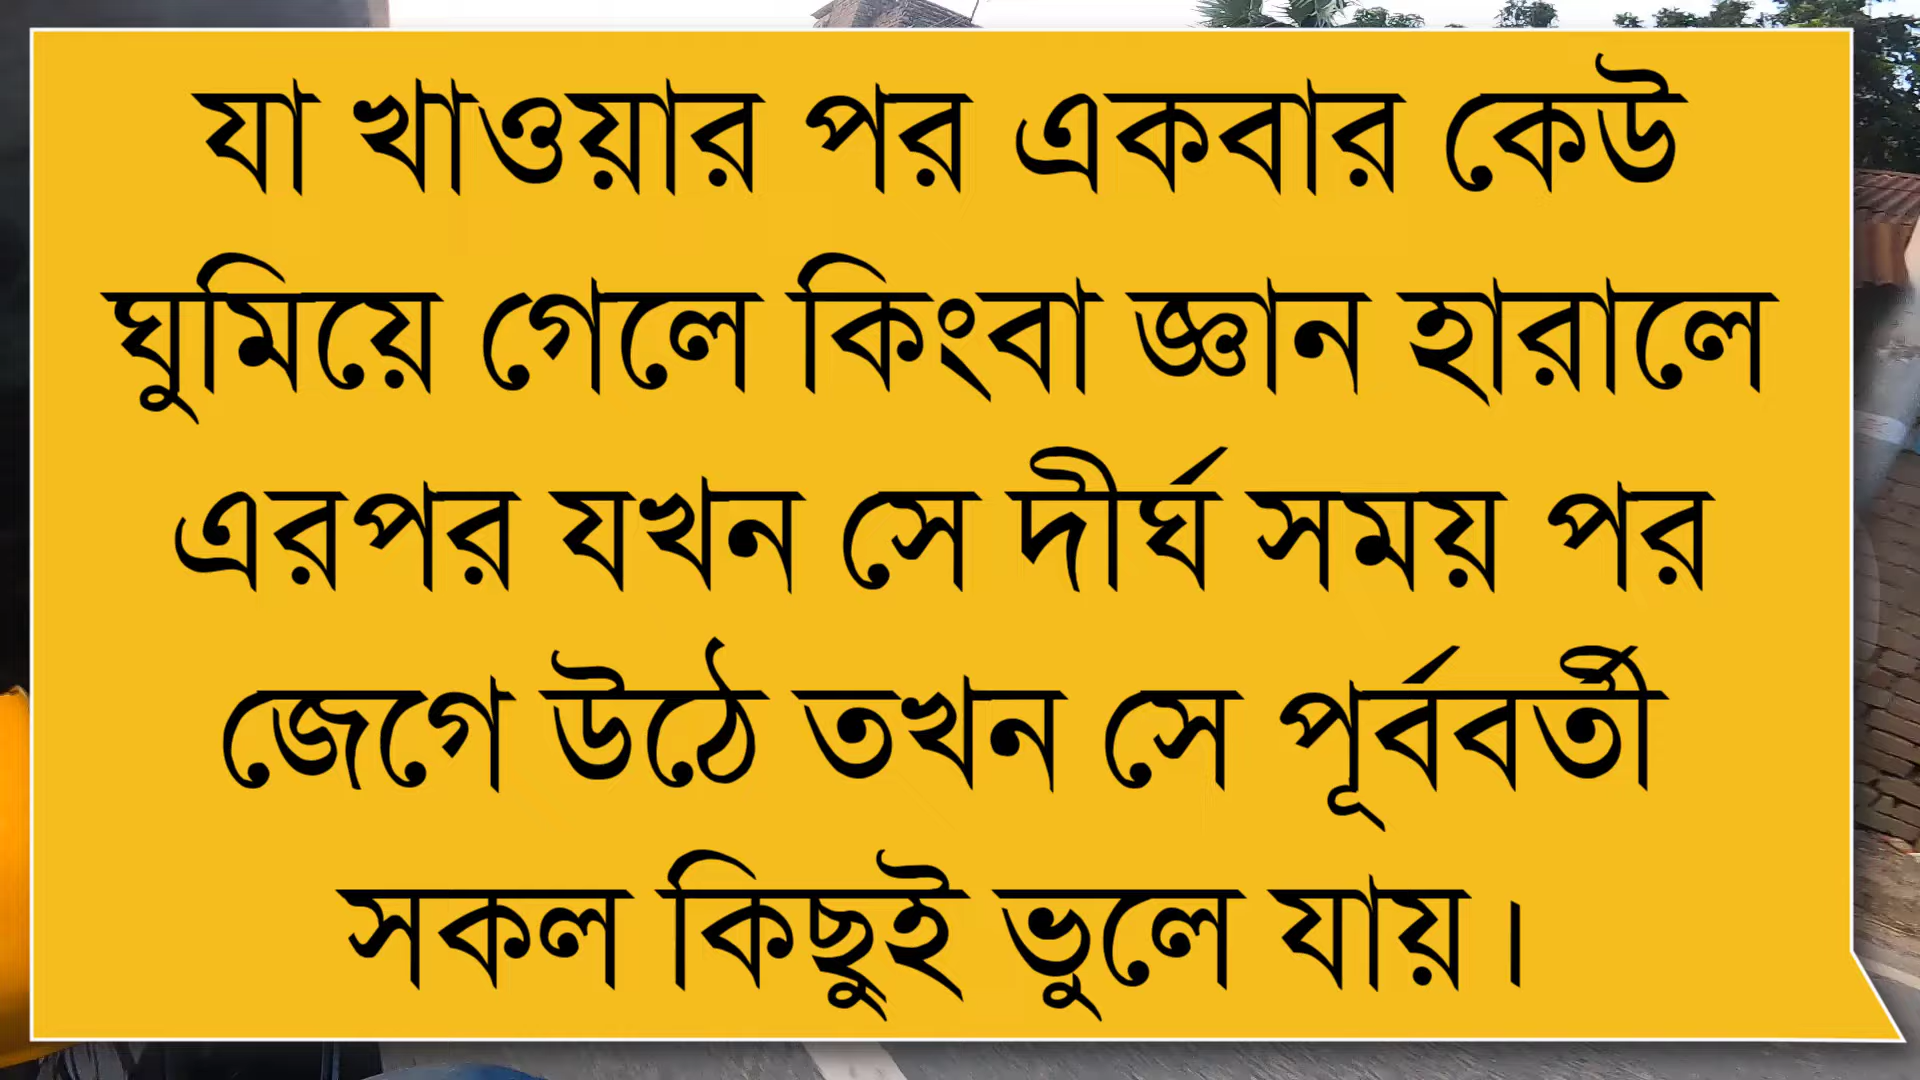 যা খাওয়ার পর একবার কেউ
ঘুমিয়ে গেলে কিংবা জ্ঞান হারালে
এরপর যখন সে দীর্ঘ সময় পর
জেগে উঠে তখন সে পূর্ববর্তী
সকল কিছুই ভুলে যায়।